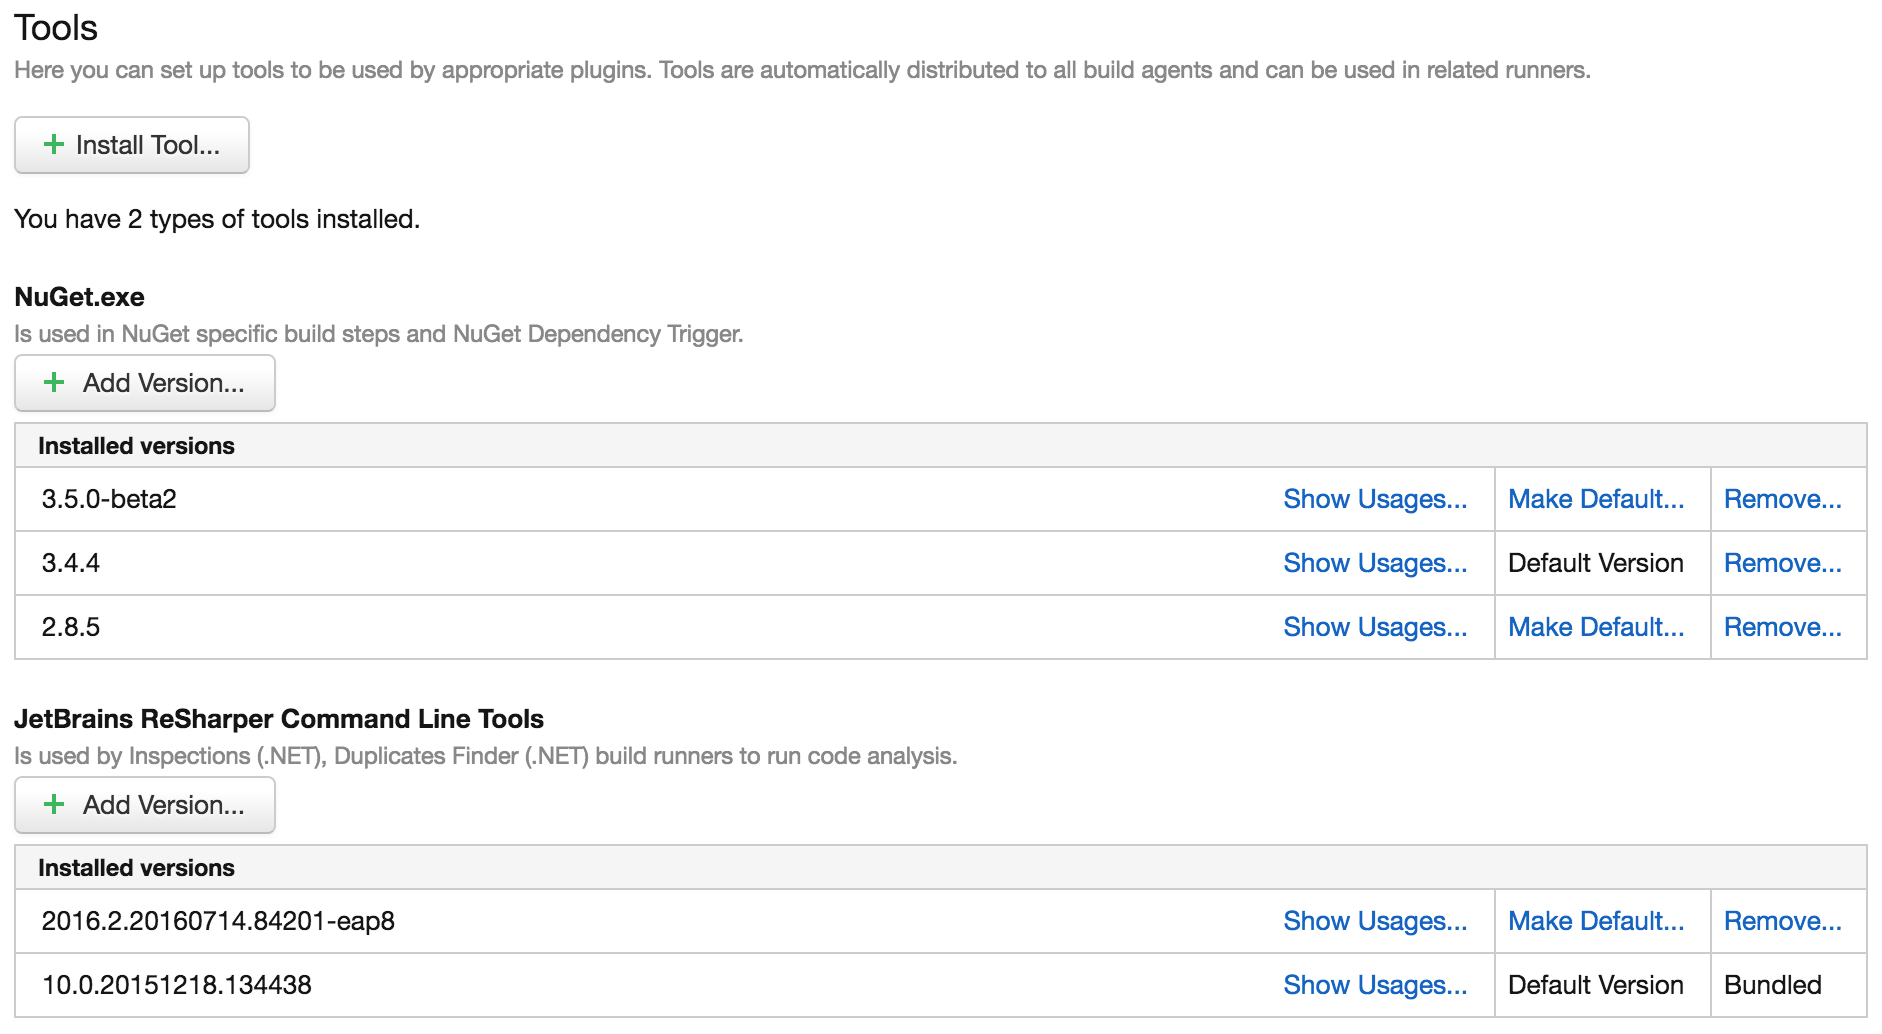 Tools
Here you can set up tools to be used by appropriate plugins. Tools are automatically distributed to all build agents and can be used in related runners.
+ Install Tool...
You have 2 types of tools installed.
NuGet.exe
Is used in NuGet specific build steps and NuGet Dependency Trigger.
+ Add Version...
Installed versions
3.5.0-beta2 Show Usages... Make Default... Remove...
3.4.4 Show Usages... Default Version Remove...
2.8.5 Show Usages... Make Default... Remove...
JetBrains ReSharper Command Line Tools
Is used by Inspections (.NET), Duplicates Finder (.NET) build runners to run code analysis.
+ Add Version...
Installed versions
2016.2.20160714.84201-eap8 Show Usages... Make Default... Remove...
10.0.20151218.134438 Show Usages... Default Version Bundled